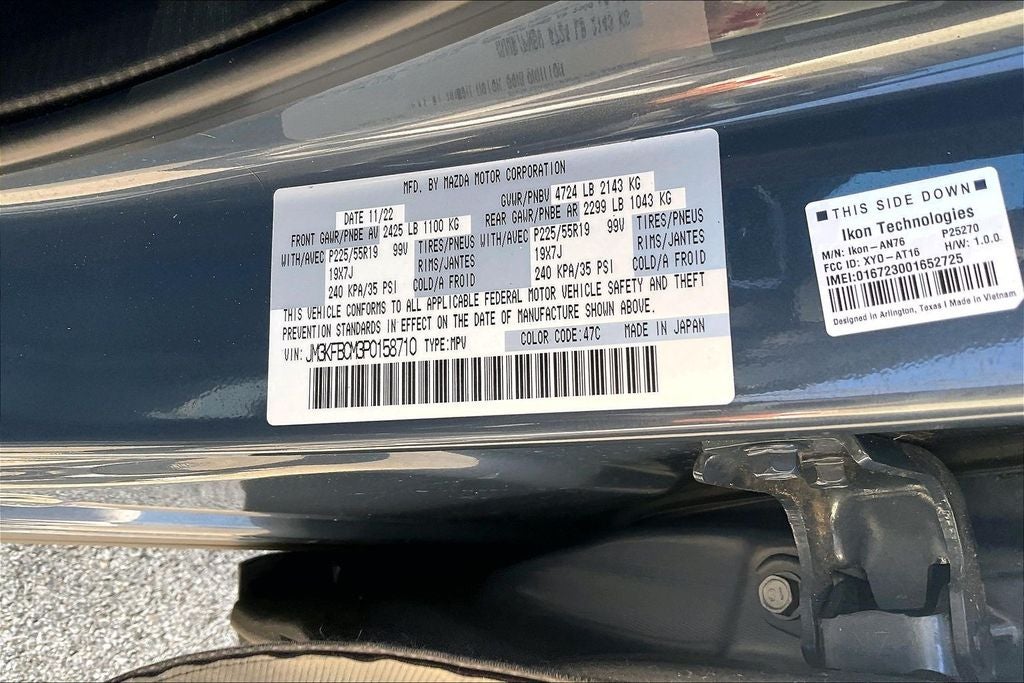 MFD. BY MAZDA MOTOR CORPORATION
DATE 11/22
GVWR/PNBV 4724 LB 2143 KG
FRONT GAWR/PNBE AV 2425 LB 1100 KG
REAR GAWR/PNBE AR 2299 LB 1043 KG
WITH/AVEC P225/55R19 99V TIRES/PNEUS
19X7J RIMS/JANTES
240 KPA/35 PSI COLD/A FROID
WITH/AVEC P225/55R19 99V TIRES/PNEUS
19X7J RIMS/JANTES
240 KPA/35 PSI COLD/A FROID
THIS VEHICLE CONFORMS TO ALL APPLICABLE FEDERAL MOTOR VEHICLE SAFETY AND THEFT
PREVENTION STANDARDS IN EFFECT ON THE DATE OF MANUFACTURE SHOWN ABOVE.
COLOR CODE:47C MADE IN JAPAN
VIN: JM3KFBCM3P0158710 TYPE:MPV
THIS SIDE DOWN
Ikon Technologies
M/N: Ikon-AN76 P25270
FCC ID: XYO-AT16 H/W: 1.0.0.
IMEI:016723001652725
Designed in Arlington, Texas I Made in Vietnam